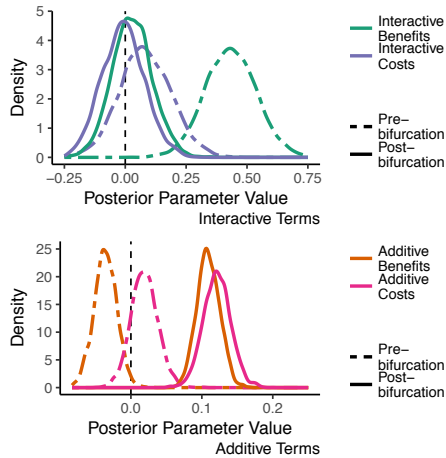 5
4
3
2
1
0
Density
−0.25
0.00
0.25
0.50
0.75
Posterior Parameter Value
Interactive Terms
Interactive
Benefits
Interactive
Costs
Pre-
bifurcation
Post-
bifurcation
25
20
15
10
5
0
Density
0.0
0.1
0.2
Posterior Parameter Value
Additive Terms
Additive
Benefits
Additive
Costs
Pre-
bifurcation
Post-
bifurcation